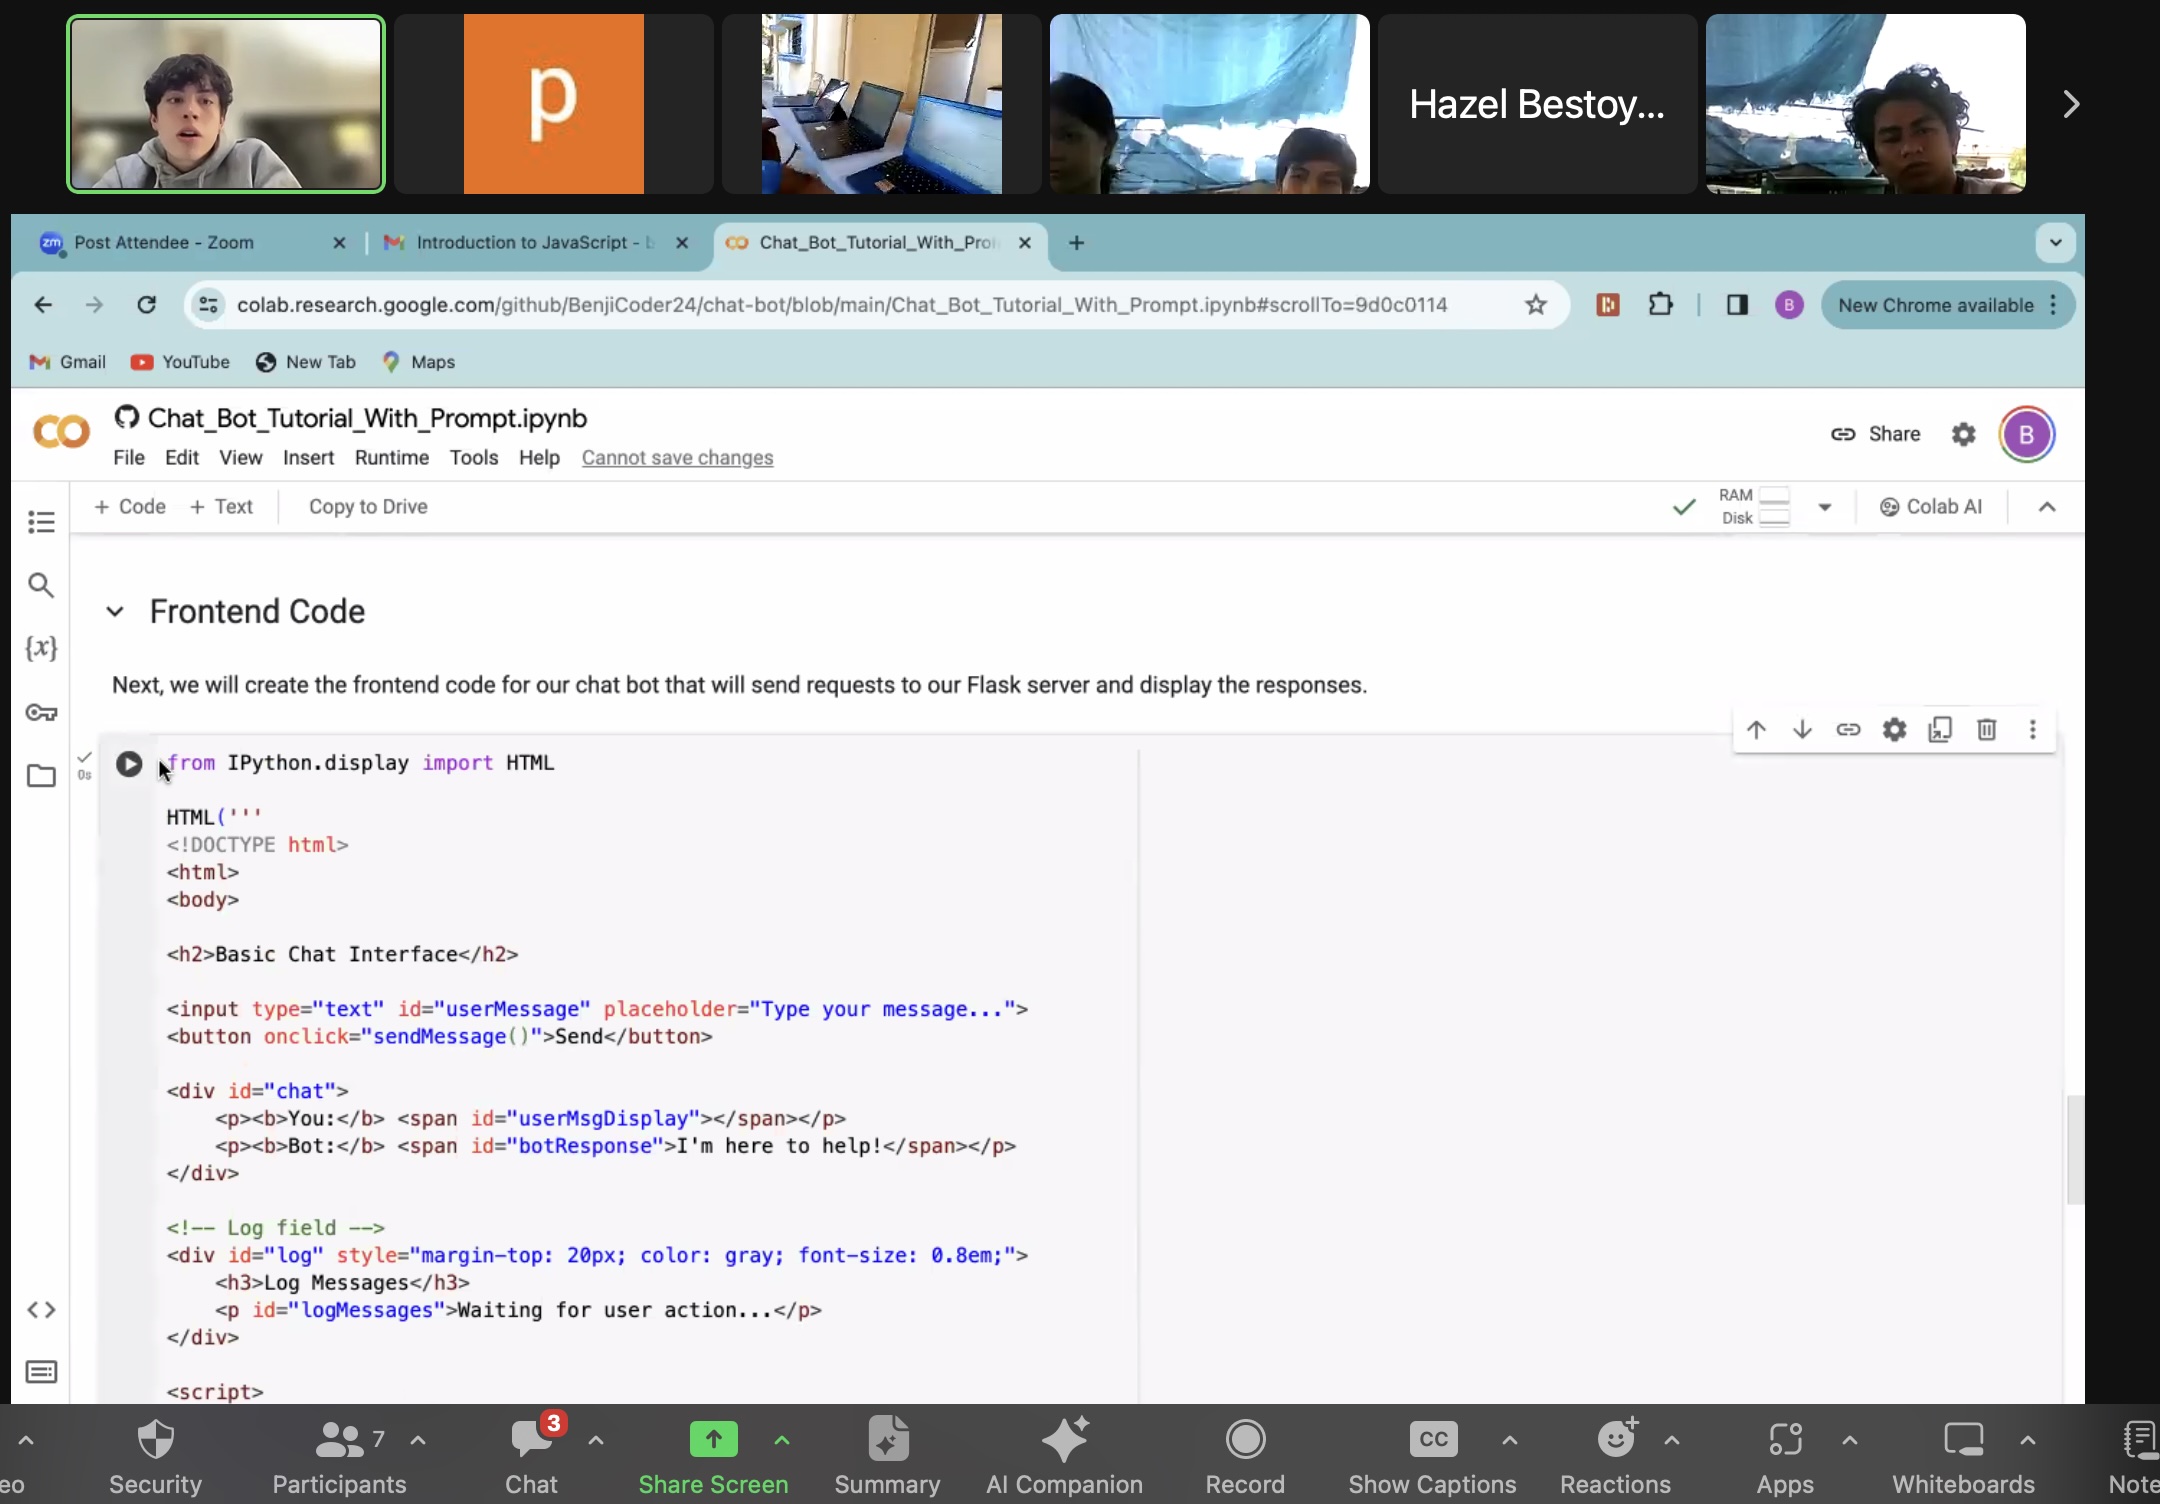 p
Hazel Bestoy...
zm Post Attendee - Zoom
Introduction to JavaScript -
Chat_Bot_Tutorial_With_Pro
colab.research.google.com/github/BenjiCoder24/chat-bot/blob/main/Chat_Bot_Tutorial_With_Prompt.ipynb#scrollTo=9d0c0114
B
New Chrome available
Gmail
YouTube
New Tab
Maps
Chat_Bot_Tutorial_With_Prompt.ipynb
Share
B
File Edit View Insert Runtime Tools Help Cannot save changes
+ Code + Text Copy to Drive
RAM
Disk
Colab AI
Frontend Code
{x}
Next, we will create the frontend code for our chat bot that will send requests to our Flask server and display the responses.
0s
from IPython.display import HTML
HTML('''
<!DOCTYPE html>
<html>
<body>
<h2>Basic Chat Interface</h2>
<input type="text" id="userMessage" placeholder="Type your message...">
<button onclick="sendMessage()">Send</button>
<div id="chat">
<p><b>You:</b> <span id="userMsgDisplay"></span></p>
<p><b>Bot:</b> <span id="botResponse">I'm here to help!</span></p>
</div>
<!-- Log field -->
<div id="log" style="margin-top: 20px; color: gray; font-size: 0.8em;">
<h3>Log Messages</h3>
<p id="logMessages">Waiting for user action...</p>
</div>
<script>
7
3
CC
eo
Security
Participants
Chat
Share Screen
Summary
AI Companion
Record
Show Captions
Reactions
Apps
Whiteboards
Note